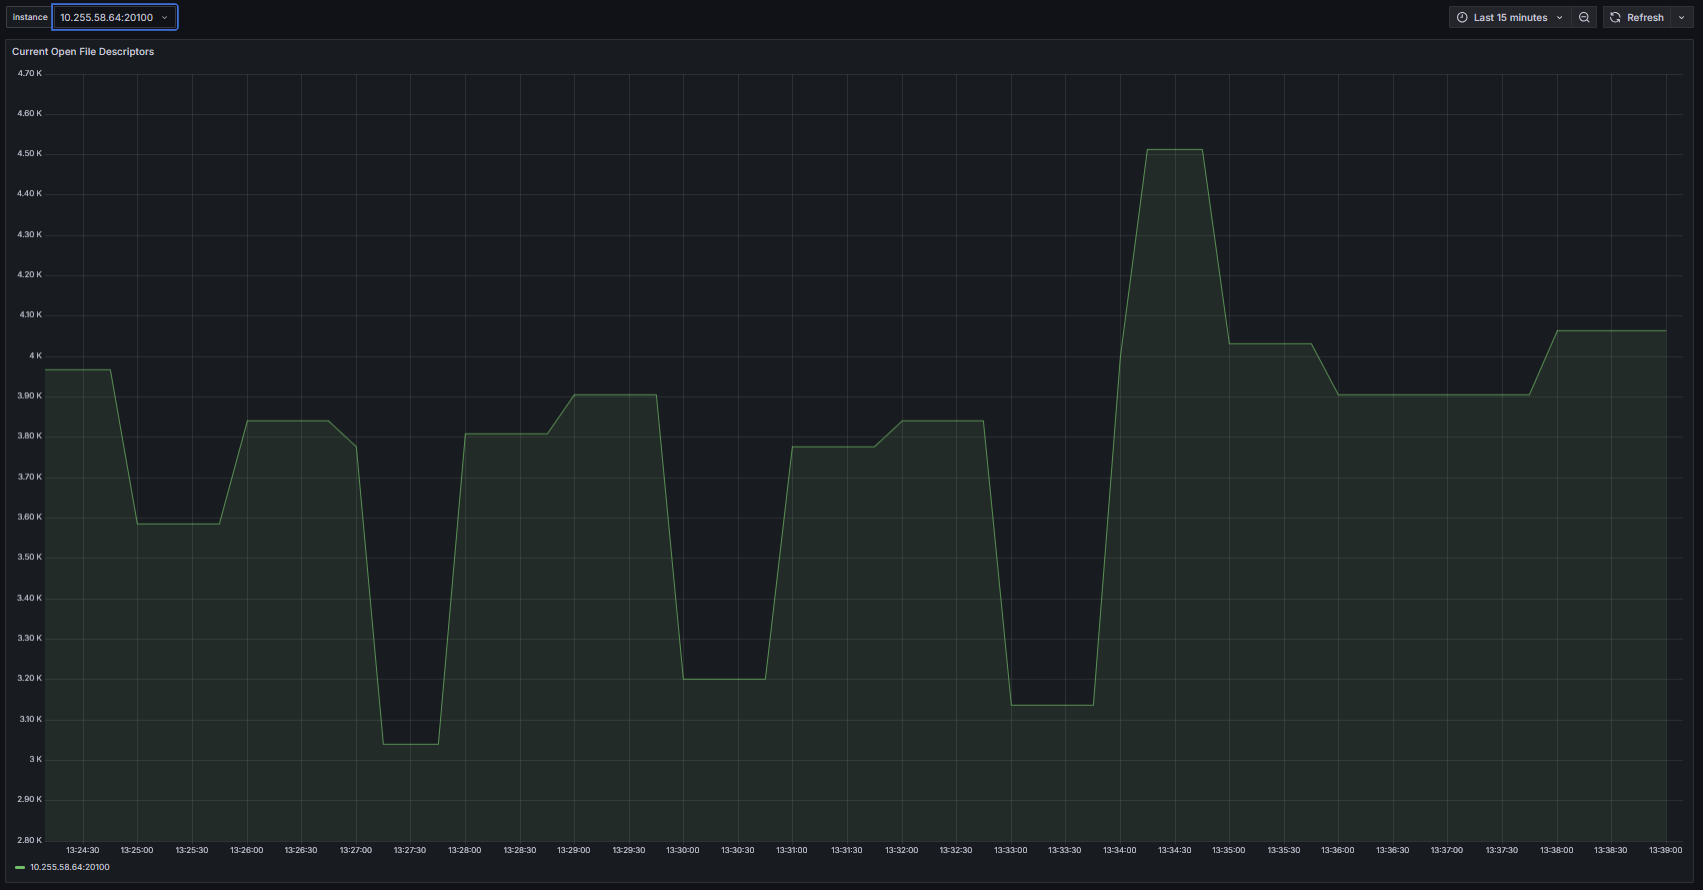 Instance 10.255.58.64:20100 Last 15 minutes Refresh
Current Open File Descriptors
4.70 K
4.60 K
4.50 K
4.40 K
4.30 K
4.20 K
4.10 K
4 K
3.90 K
3.80 K
3.70 K
3.60 K
3.50 K
3.40 K
3.30 K
3.20 K
3.10 K
3 K
2.90 K
2.80 K
13:24:30 13:25:00 13:25:30 13:26:00 13:26:30 13:27:00 13:27:30 13:28:00 13:28:30 13:29:00 13:29:30 13:30:00 13:30:30 13:31:00 13:31:30 13:32:00 13:32:30 13:33:00 13:33:30 13:34:00 13:34:30 13:35:00 13:35:30 13:36:00 13:36:30 13:37:00 13:37:30 13:38:00 13:38:30 13:39:00
10.255.58.64:20100